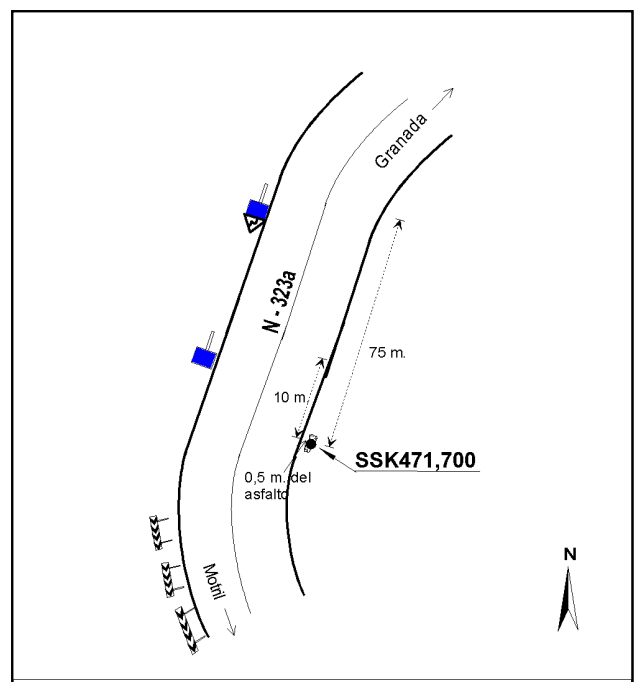 Granada
N - 323a
75 m.
10 m
SSK471,700
0,5 m. del
asfalto
Motril
N